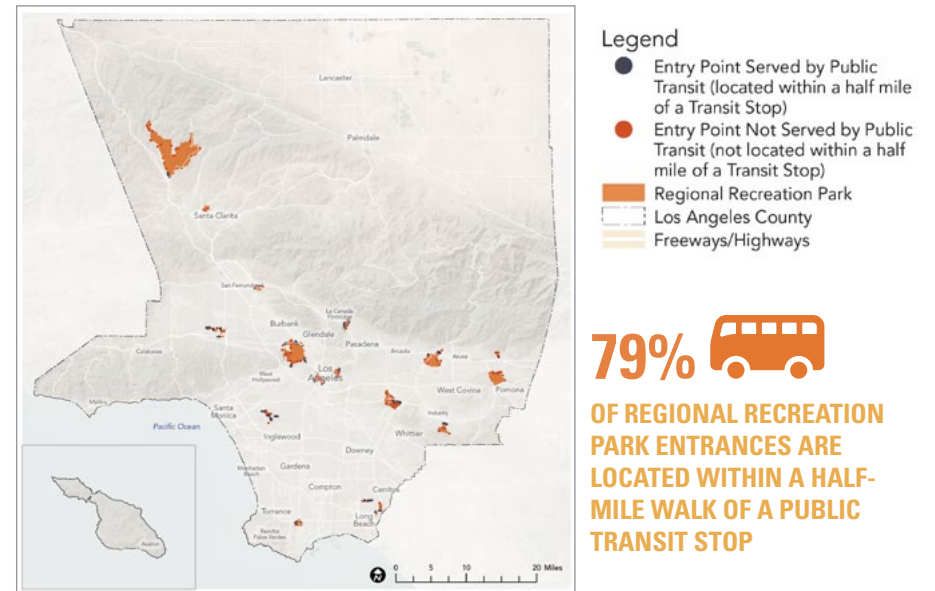 Lancaster
Palmdale
Santa Clarita
San Fernando
Burbank
La Cañada
Flintridge
Glendale
Pasadena
Calabasas
Arcadia
Azusa
West
Hollywood
Los
Angeles
West Covina
Pomona
Malibu
Santa
Monica
Industry
Pacific Ocean
Inglewood
Whittier
Downey
Manhattan
Beach
Gardena
Compton
Cerritos
Torrance
Long
Beach
Rancho
Palos Verdes
Avalon
N
0 5 10 20 Miles
Legend
Entry Point Served by Public
Transit (located within a half mile
of a Transit Stop)
Entry Point Not Served by Public
Transit (not located within a half
mile of a Transit Stop)
Regional Recreation Park
Los Angeles County
Freeways/Highways
79%
OF REGIONAL RECREATION
PARK ENTRANCES ARE
LOCATED WITHIN A HALF-
MILE WALK OF A PUBLIC
TRANSIT STOP